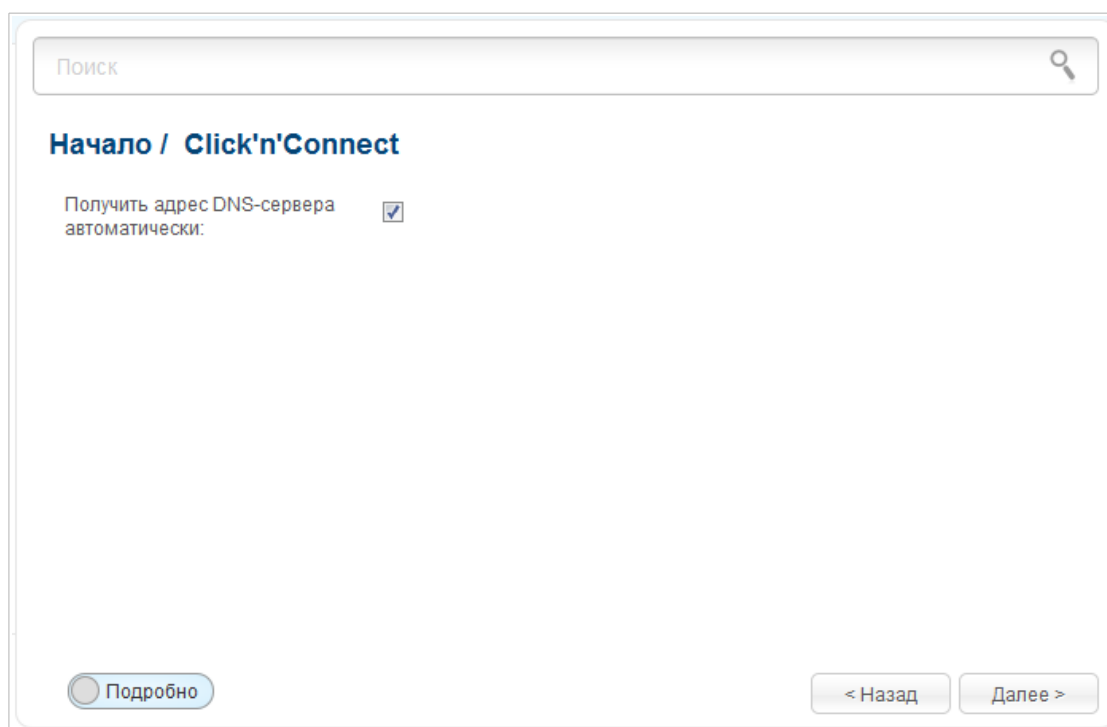 Поиск
Начало / Click'n'Connect
Получить адрес DNS-сервера
автоматически:
Подробно
< Назад
Далее >